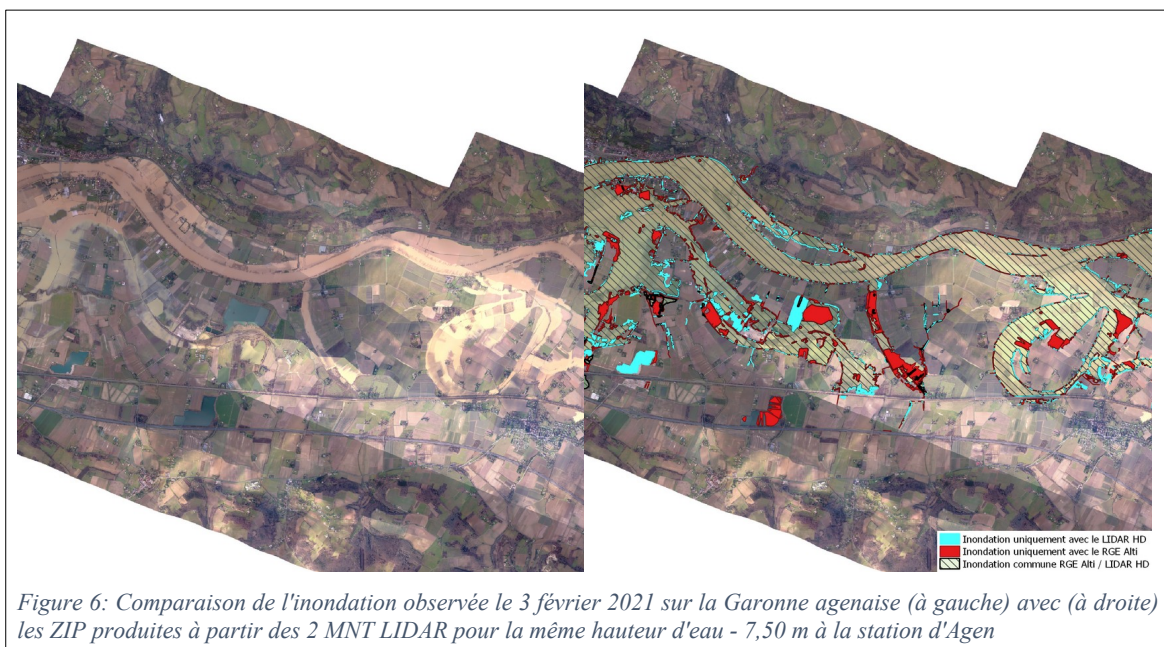 Inondation uniquement avec le LIDAR HD
Inondation uniquement avec le RGE Alti
Inondation commune RGE Alti / LIDAR HD
Figure 6: Comparaison de l'inondation observée le 3 février 2021 sur la Garonne agenaise (à gauche) avec (à droite)
les ZIP produites à partir des 2 MNT LIDAR pour la même hauteur d'eau - 7,50 m à la station d'Agen